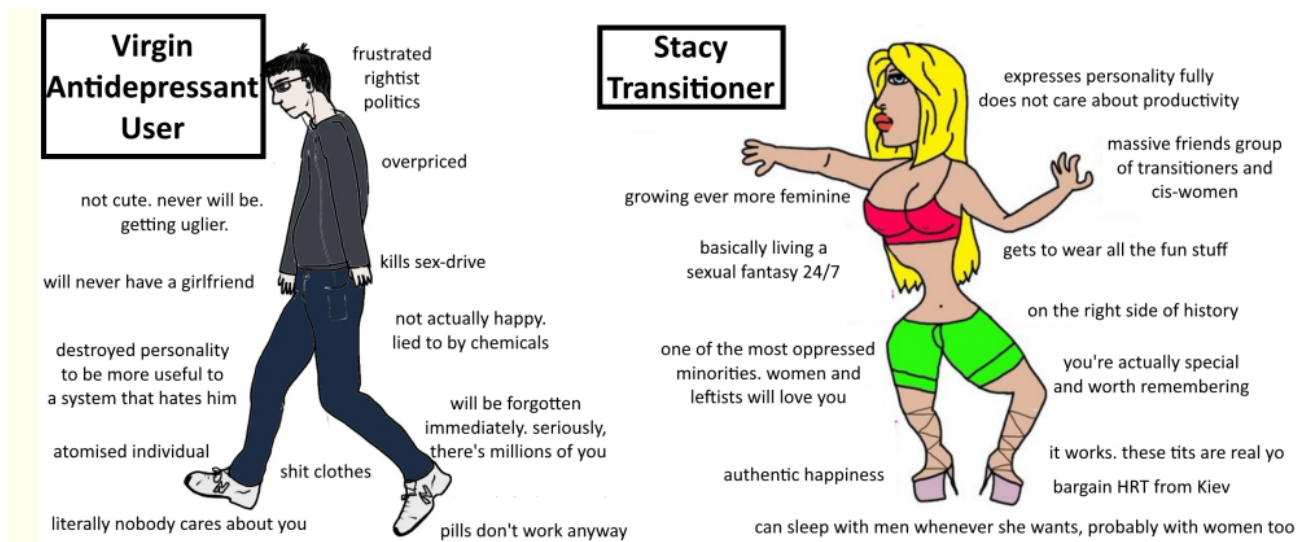 Virgin
Antidepressant
User
frustrated
rightist
politics
overpriced
not cute. never will be.
getting uglier.
kills sex-drive
will never have a girlfriend
not actually happy.
lied to by chemicals
destroyed personality
to be more useful to
a system that hates him
will be forgotten
immediately. seriously,
there's millions of you
atomised individual
shit clothes
literally nobody cares about you
pills don't work anyway
Stacy
Transitioner
expresses personality fully
does not care about productivity
massive friends group
of transitioners and
cis-women
growing ever more feminine
basically living a
sexual fantasy 24/7
gets to wear all the fun stuff
on the right side of history
one of the most oppressed
minorities. women and
leftists will love you
you're actually special
and worth remembering
it works. these tits are real yo
authentic happiness
bargain HRT from Kiev
can sleep with men whenever she wants, probably with women too